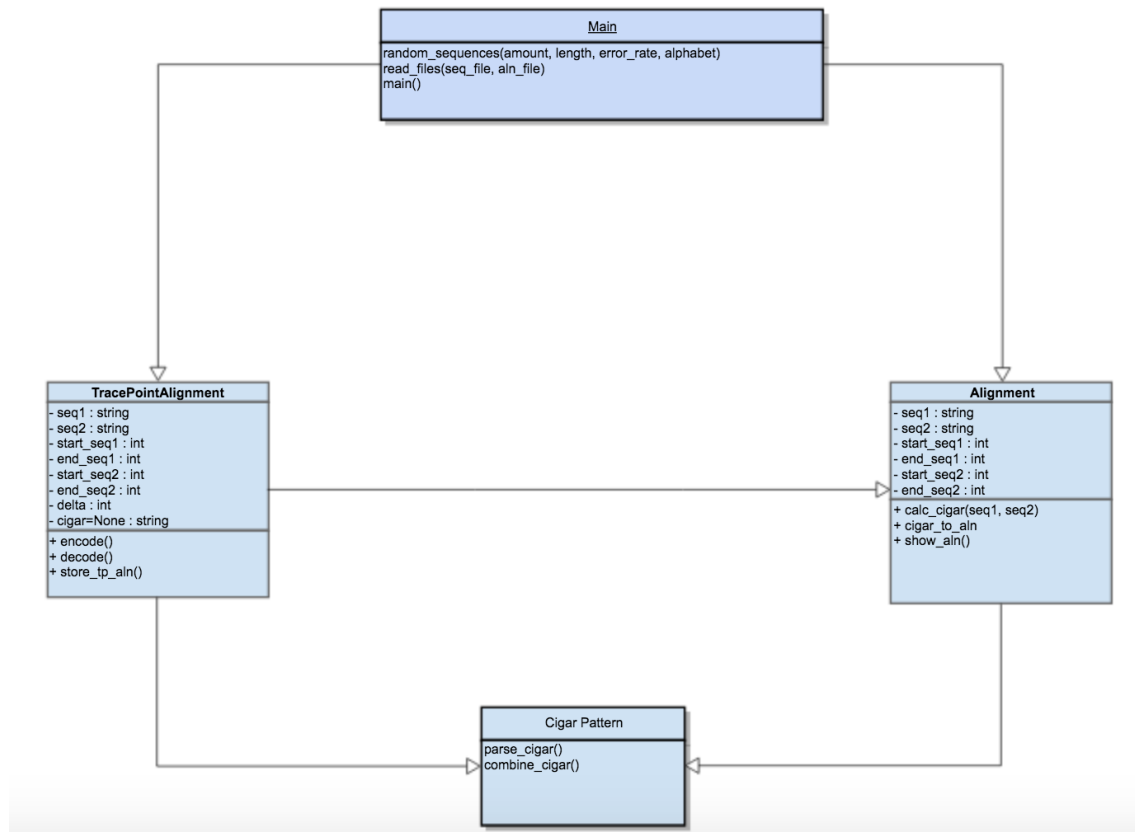 Main
random_sequences(amount, length, error_rate, alphabet)
read_files(seq_file, aln_file)
main()
TracePointAlignment
- seq1 : string
- seq2 : string
- start_seq1 : int
- end_seq1 : int
- start_seq2 : int
- end_seq2 : int
- delta : int
- cigar=None : string
+ encode()
+ decode()
+ store_tp_aln()
Alignment
- seq1 : string
- seq2 : string
- start_seq1 : int
- end_seq1 : int
- start_seq2 : int
- end_seq2 : int
+ calc_cigar(seq1, seq2)
+ cigar_to_aln
+ show_aln()
Cigar Pattern
parse_cigar()
combine_cigar()